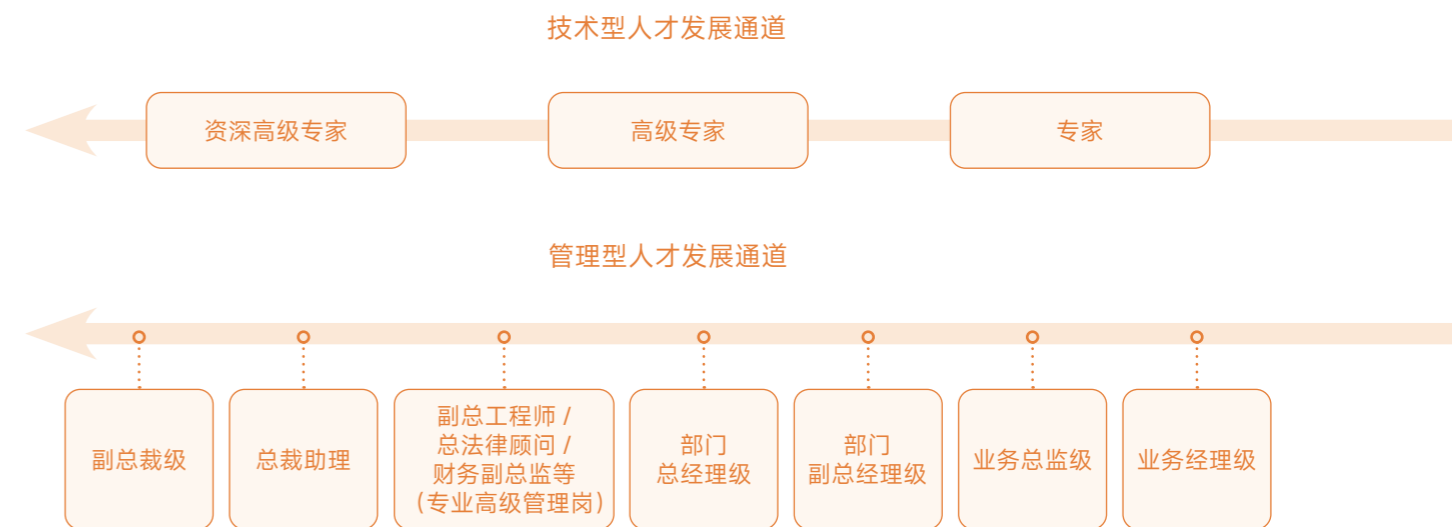 技术型人才发展通道
资深高级专家
高级专家
专家
管理型人才发展通道
副总裁级
总裁助理
副总工程师 /
总法律顾问 /
财务副总监等
（专业高级管理岗）
部门
总经理级
部门
副总经理级
业务总监级
业务经理级